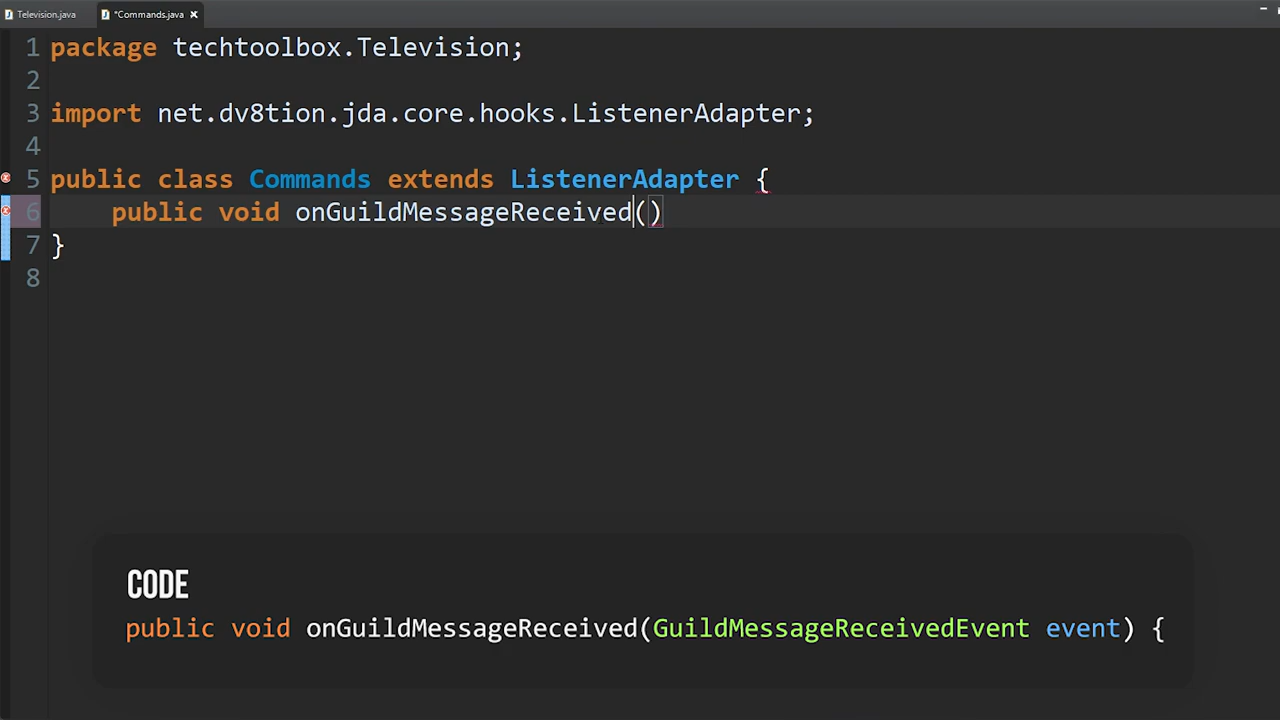 Television.java *Commands.java
1 package techtoolbox.Television;
2
3 import net.dv8tion.jda.core.hooks.ListenerAdapter;
4
5 public class Commands extends ListenerAdapter {
6 public void onGuildMessageReceived()
7 }
8
CODE
public void onGuildMessageReceived(GuildMessageReceivedEvent event) {